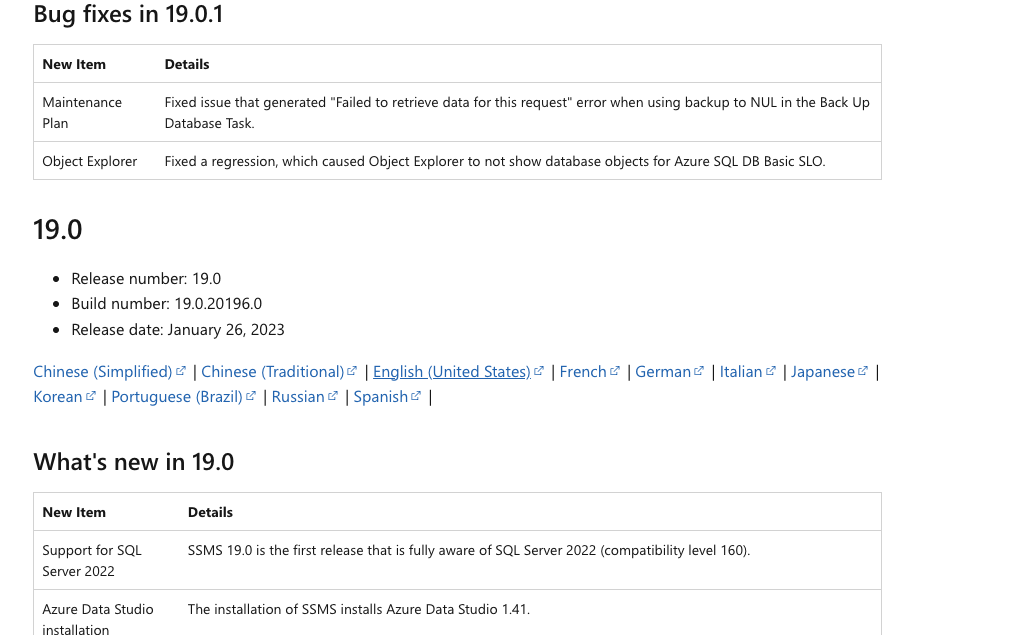 Bug fixes in 19.0.1
New Item Details
Maintenance Fixed issue that generated "Failed to retrieve data for this request" error when using backup to NUL in the Back Up
Plan Database Task.
Object Explorer Fixed a regression, which caused Object Explorer to not show database objects for Azure SQL DB Basic SLO.
19.0
• Release number: 19.0
• Build number: 19.0.20196.0
• Release date: January 26, 2023
Chinese (Simplified) | Chinese (Traditional) | English (United States) | French | German | Italian | Japanese |
Korean | Portuguese (Brazil) | Russian | Spanish |
What's new in 19.0
New Item Details
Support for SQL SSMS 19.0 is the first release that is fully aware of SQL Server 2022 (compatibility level 160).
Server 2022
Azure Data Studio The installation of SSMS installs Azure Data Studio 1.41.
installation